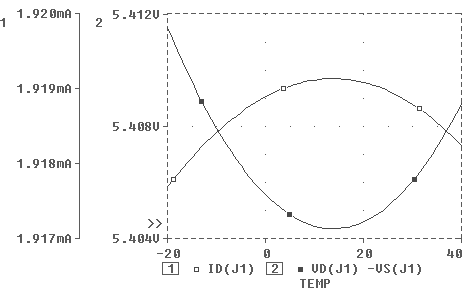 1 1.920mA 2 5.412V
1.919mA
1.918mA 5.408V
1.917mA 5.404V
>>
-20 0 20 40
1 ID(J1) 2 VD(J1) -VS(J1)
TEMP